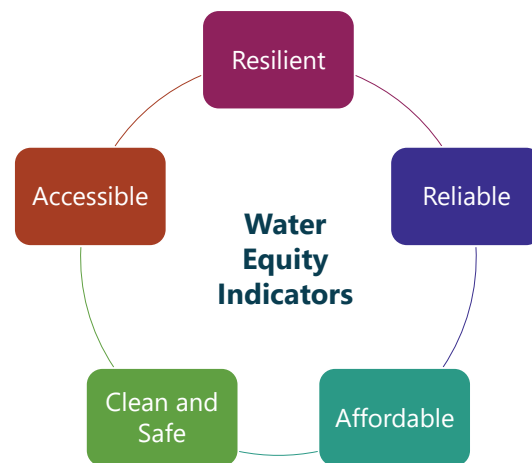 Resilient
Accessible
Reliable
Water
Equity
Indicators
Clean and
Safe
Affordable